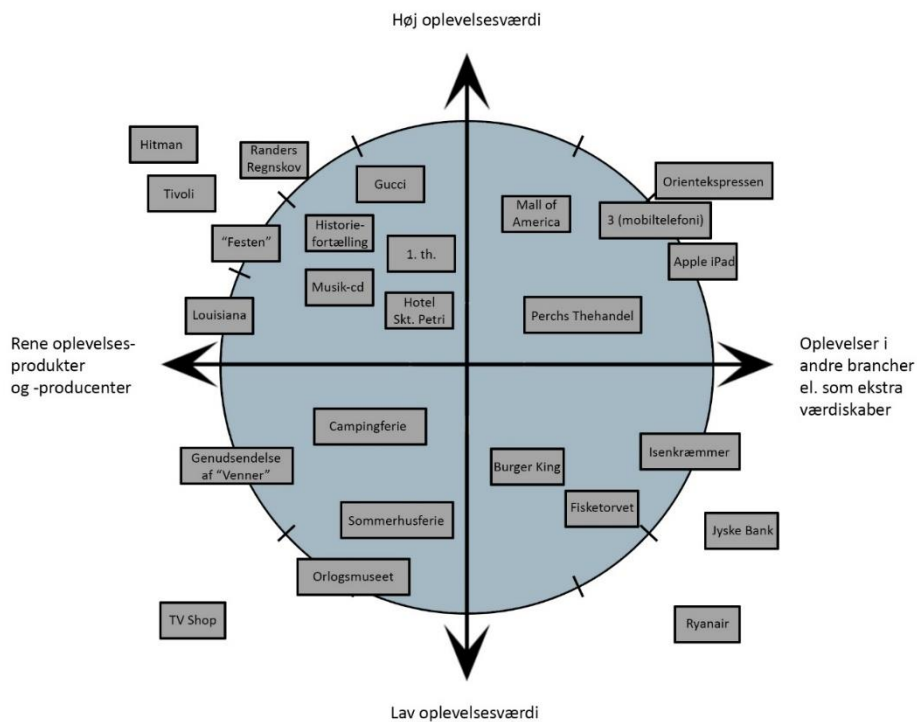 Høj oplevelsesværdi
Hitman
Randers
Regnskov
Tivoli
Gucci
Orientekspressen
Mall of
America
3 (mobiltelefoni)
"Festen"
Historie-
fortælling
1. th.
Apple iPad
Musik-cd
Louisiana
Hotel
Skt. Petri
Perchs Thehandel
Rene oplevelses-
produkter
og -producenter
Oplevelser i
andre brancher
el. som ekstra
værdiskaber
Campingferie
Genudsendelse
af "Venner"
Burger King
Isenkræmmer
Sommerhusferie
Fisketorvet
Jyske Bank
Orlogsmuseet
TV Shop
Ryanair
Lav oplevelsesværdi